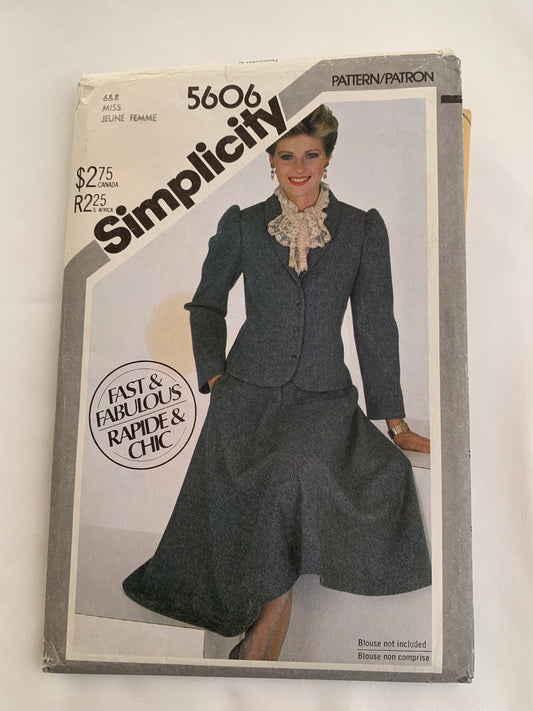 6&8
MISS
JEUNE FEMME
5606
PATTERN/PATRON
$2.75
CANADA
R2.25
S. AFRICA
Simplicity
FAST &
FABULOUS
RAPIDE &
CHIC
Blouse not included
Blouse non comprise